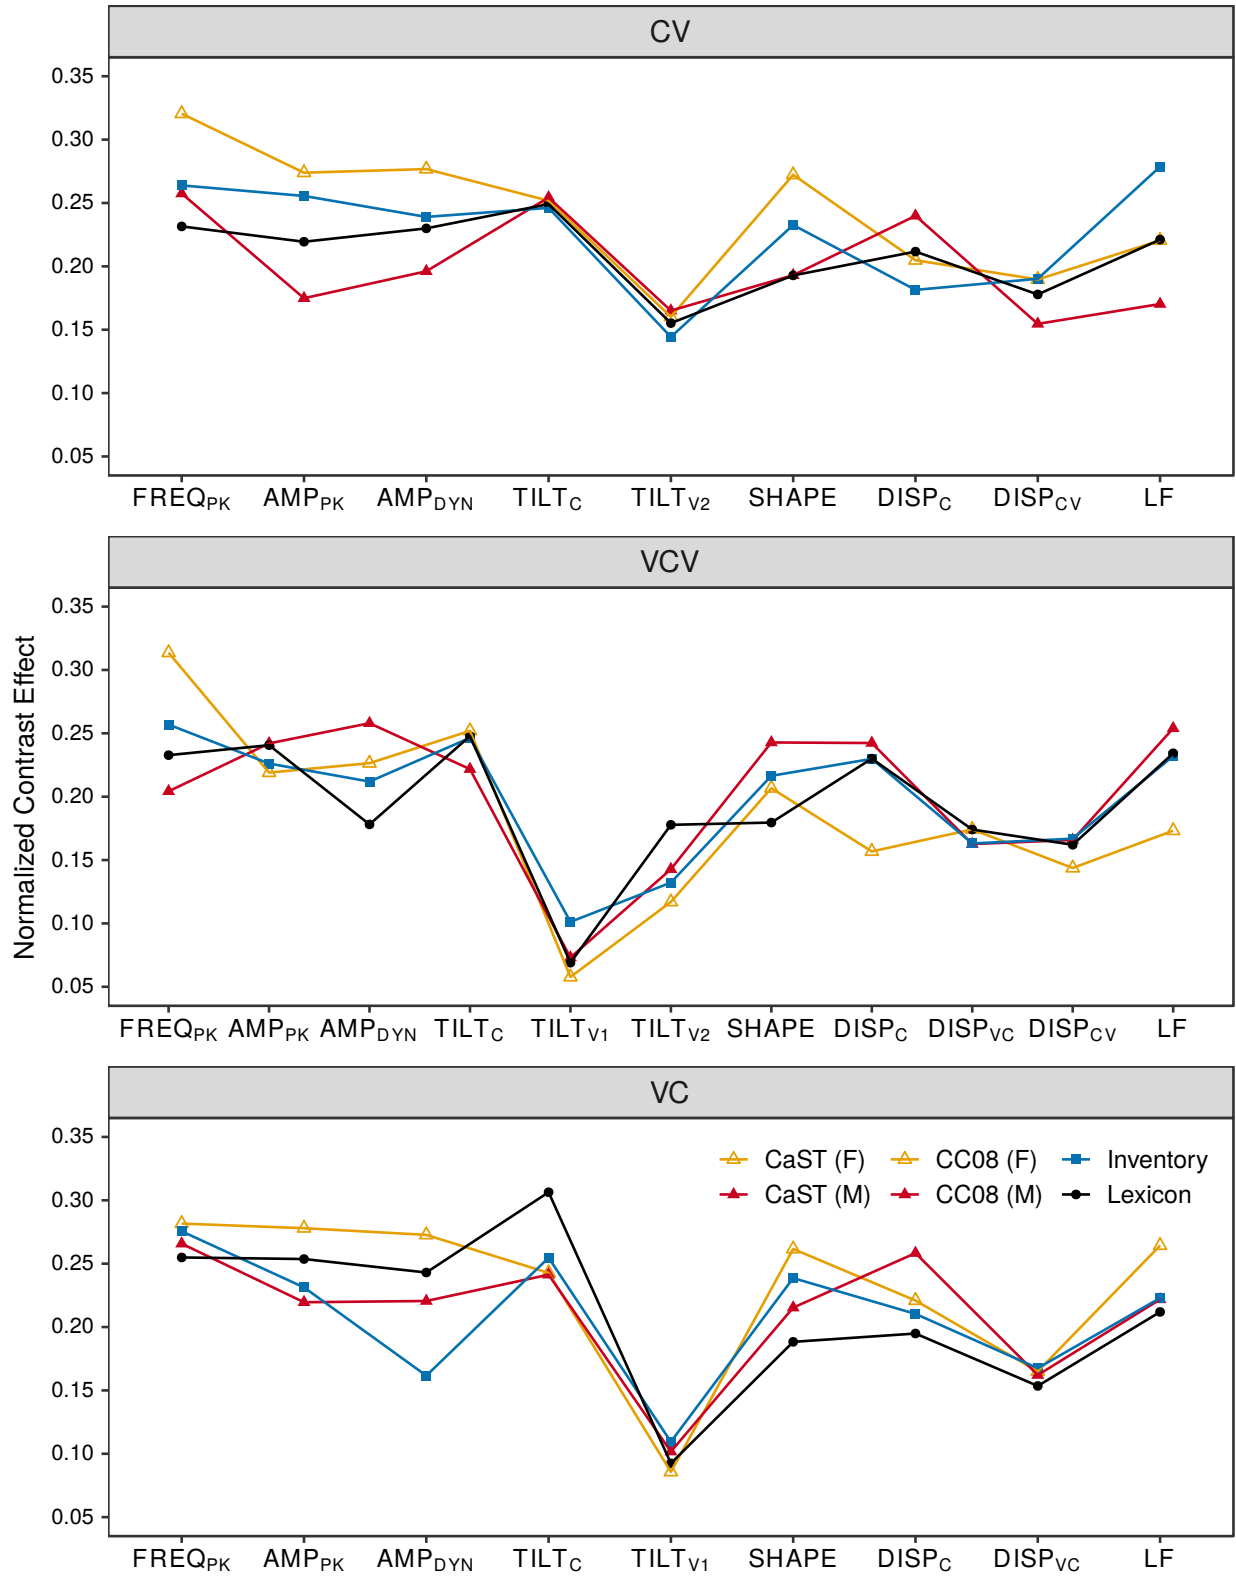 CV
0.35
0.30
0.25
0.20
0.15
0.10
0.05
FREQPK AMPPK AMPDYN TILTC TILTV2 SHAPE DISPC DISPCV LF
VCV
Normalized Contrast Effect
0.35
0.30
0.25
0.20
0.15
0.10
0.05
FREQPK AMPPK AMPDYN TILTC TILTV1 TILTV2 SHAPE DISPC DISPVC DISPCV LF
VC
0.35
0.30
0.25
0.20
0.15
0.10
0.05
CaST (F) CC08 (F) Inventory
CaST (M) CC08 (M) Lexicon
FREQPK AMPPK AMPDYN TILTC TILTV1 SHAPE DISPC DISPVC LF